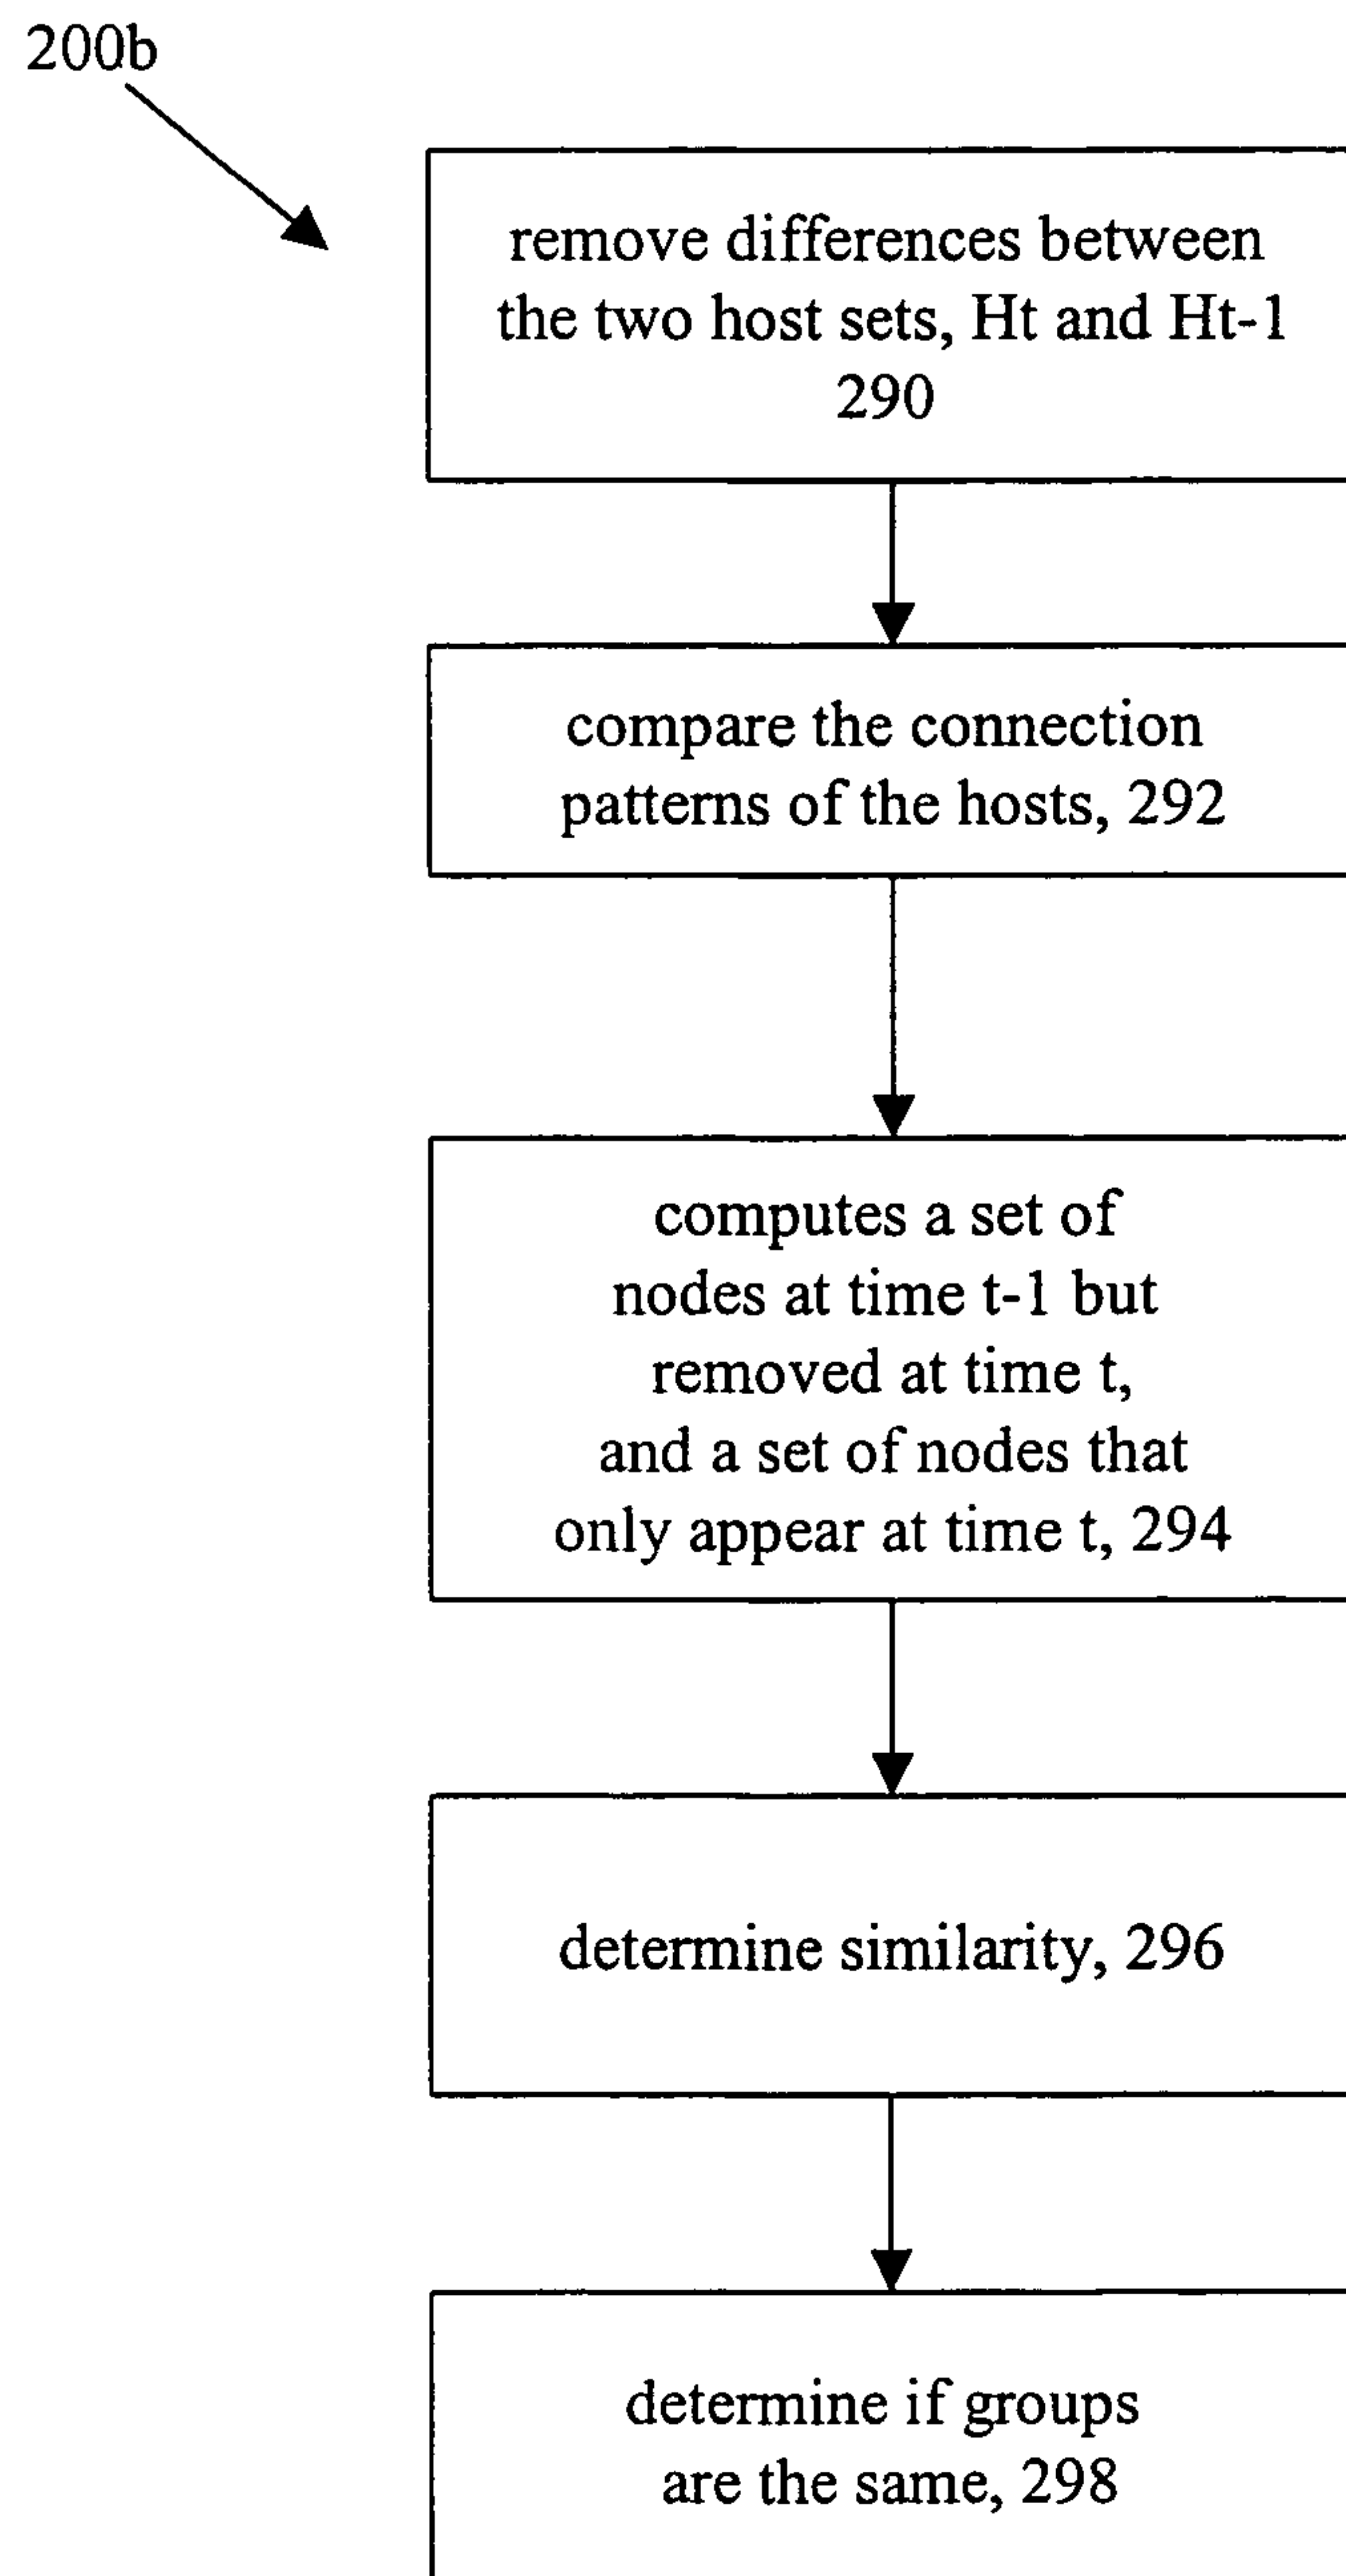 200b
remove differences between
the two host sets, Ht and Ht-1
290
compare the connection
patterns of the hosts, 292
computes a set of
nodes at time t-1 but
removed at time t,
and a set of nodes that
only appear at time t, 294
determine similarity, 296
determine if groups
are the same, 298